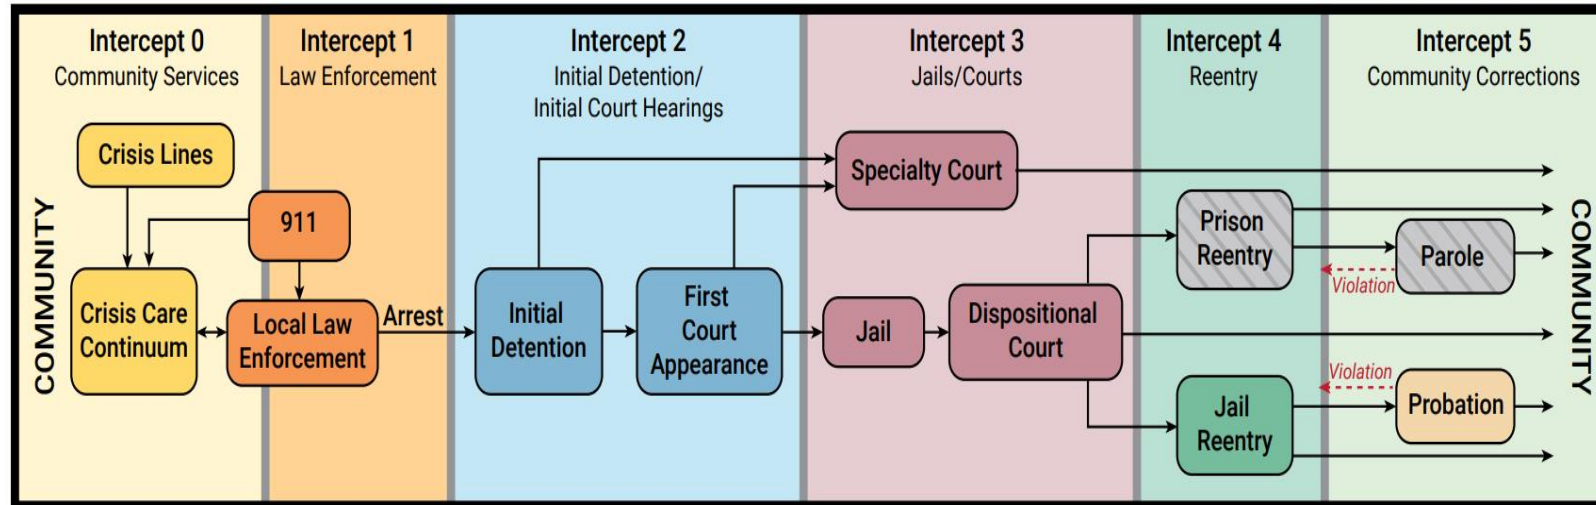 Intercept 0
Community Services
Intercept 1
Law Enforcement
Intercept 2
Initial Detention/
Initial Court Hearings
Intercept 3
Jails/Courts
Intercept 4
Reentry
Intercept 5
Community Corrections
COMMUNITY
Crisis Lines
911
Crisis Care
Continuum
Local Law
Enforcement
Arrest
Initial
Detention
First
Court
Appearance
Specialty Court
Jail
Dispositional
Court
Prison
Reentry
Parole
Violation
Jail
Reentry
Violation
Probation
COMMUNITY